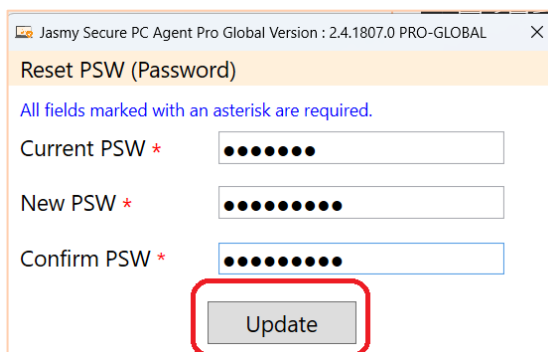 Jasmy Secure PC Agent Pro Global Version : 2.4.1807.0 PRO-GLOBAL
Reset PSW (Password)
All fields marked with an asterisk are required.
Current PSW * ●●●●●●●
New PSW * ●●●●●●●●●
Confirm PSW * ●●●●●●●●●
Update